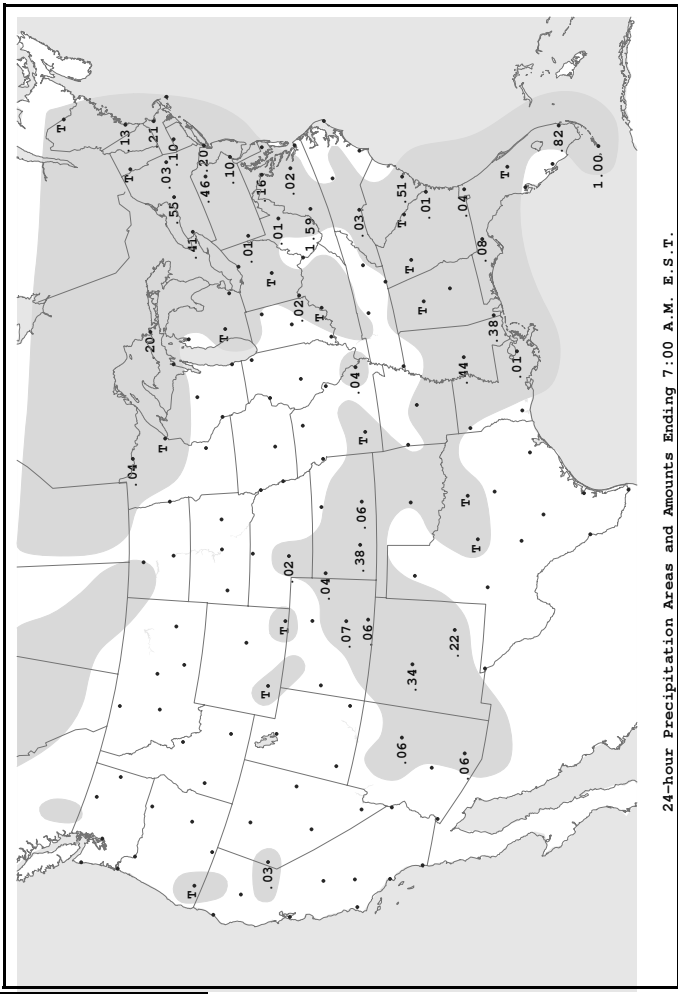 T
.13
T
.04
.20
.21
T
.03
.10
.55
T
.41
.46
.20
T
.10
.01
.16
.03
T
T
.01
T
.02
.02
.02
1.59
T
.04
.07
.04
.38
.06
T
.03
.06
.06
T
.51
.34
T
T
.01
.22
.06
T
.44
.04
T
.08
.38
T
.01
.82
1.00
24-hour Precipitation Areas and Amounts Ending 7:00 A.M. E.S.T.